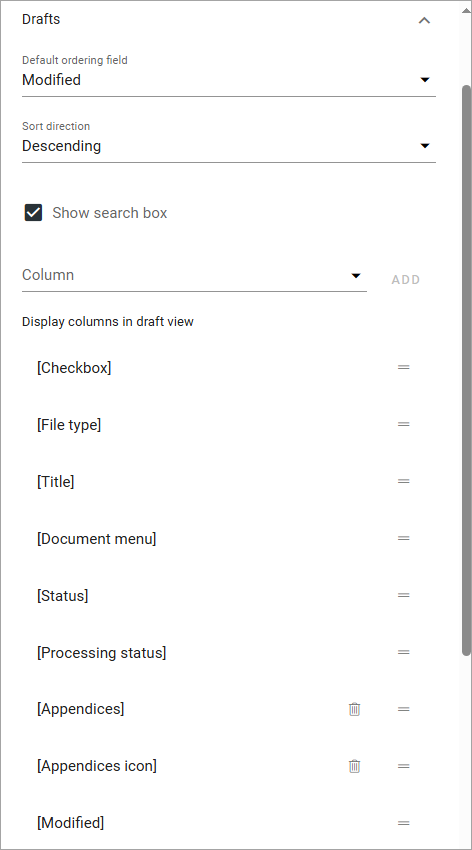 Drafts
Default ordering field
Modified
Sort direction
Descending
Show search box
Column
ADD
Display columns in draft view
[Checkbox]
[File type]
[Title]
[Document menu]
[Status]
[Processing status]
[Appendices]
[Appendices icon]
[Modified]